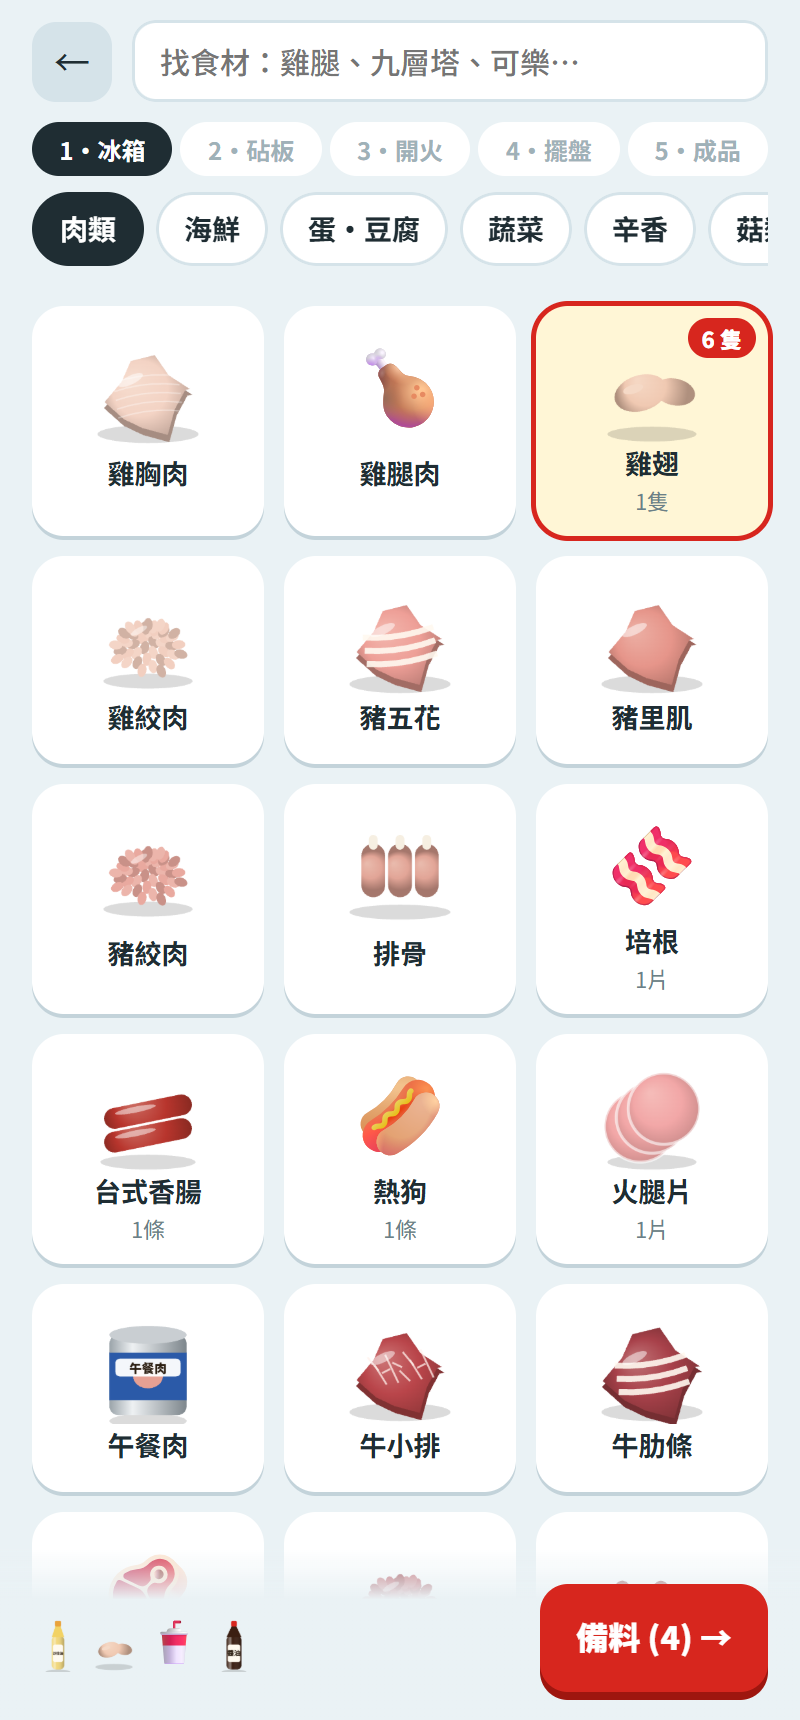 ←
找食材：雞腿、九層塔、可樂…
1·冰箱 2·砧板 3·開火 4·擺盤 5·成品
肉類 海鮮 蛋·豆腐 蔬菜 辛香 菇
6 隻
雞胸肉 雞腿肉 雞翅
1隻
雞絞肉 豬五花 豬里肌
豬絞肉 排骨 培根
1片
台式香腸 熱狗 火腿片
1條 1條 1片
午餐肉
午餐肉 牛小排 牛肋條
備料 (4) →